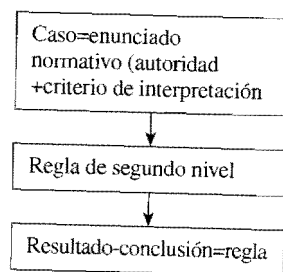 Caso=enunciado
normativo (autoridad
+criterio de interpretación
Regla de segundo nivel
Resultado-conclusión=regla